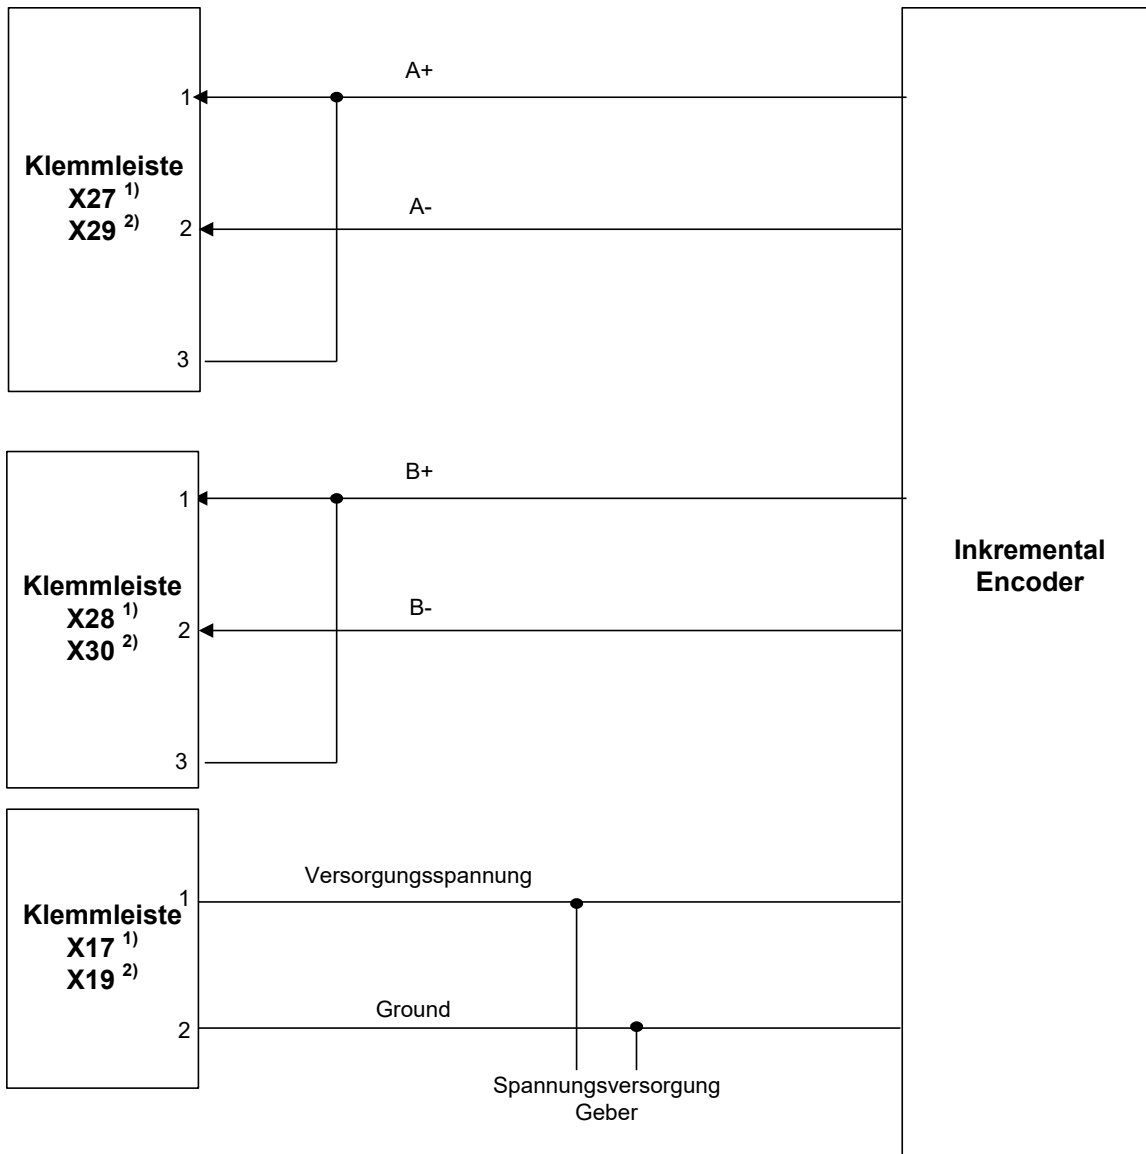 A+
1
Klemmleiste
X27 1)
X29 2)
A-
2
3
B+
1
Klemmleiste
X28 1)
X30 2)
B-
2
3
Inkremental
Encoder
Versorgungsspannung
1
Klemmleiste
X17 1)
X19 2)
Ground
2
Spannungsversorgung
Geber